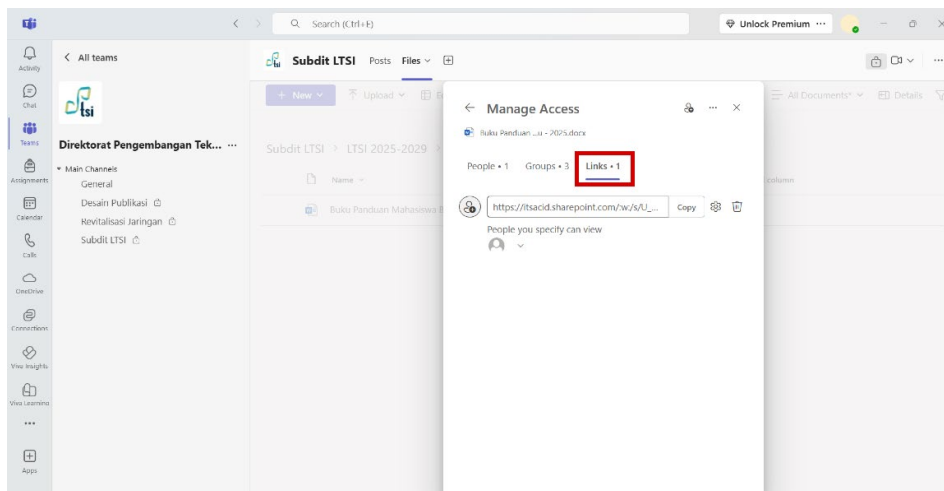 Search (Ctrl+F)
Unlock Premium ...
Activity
Chat
Teams
Assignments
Calendar
Calls
OneDrive
Connections
Viva Insights
Viva Learning
...
Apps
All teams
tsi
Direktorat Pengembangan Tek... ...
Main Channels
General
Desain Publikasi
Revitalisasi Jaringan
Subdit LTSI
Subdit LTSI Posts Files
+ New Upload
All Documents* Details
Subdit LTSI > LTSI 2025-2029 >
Name
column
Buku Panduan Mahasiswa
Manage Access
Buku Panduan ...u - 2025.docx
People • 1 Groups • 3 Links • 1
https://itsacid.sharepoint.com/:w:/s/U_... Copy
People you specify can view